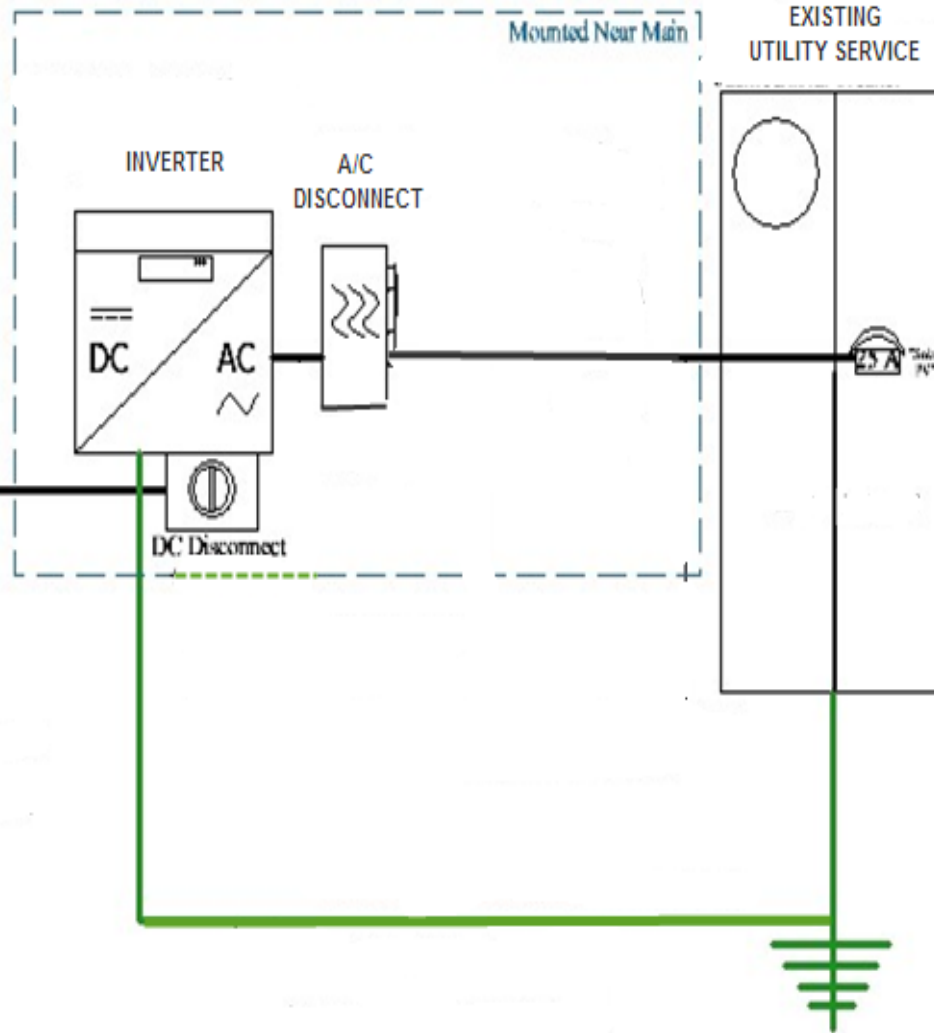 Mounted Near Main
EXISTING
UTILITY SERVICE
INVERTER
A/C
DISCONNECT
DC
AC
25 A
DC Disconnect